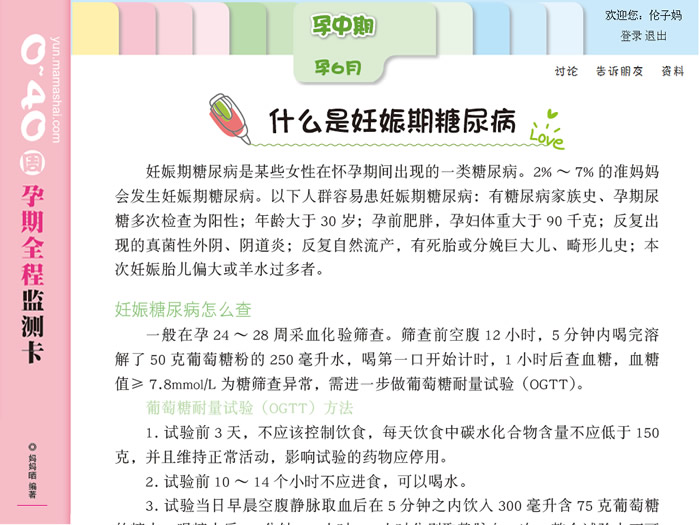 yun.mamashai.com
0~40周
孕期全程监测卡
◎妈妈晒 编著
孕中期
孕6月
欢迎您：伦子妈
登录 退出
讨论 告诉朋友 资料
什么是妊娠期糖尿病
Love
妊娠期糖尿病是某些女性在怀孕期间出现的一类糖尿病。2% ～ 7% 的准妈妈
会发生妊娠期糖尿病。以下人群容易患妊娠期糖尿病：有糖尿病家族史、孕期尿
糖多次检查为阳性；年龄大于 30 岁；孕前肥胖，孕妇体重大于 90 千克；反复出
现的真菌性外阴、阴道炎；反复自然流产，有死胎或分娩巨大儿、畸形儿史；本
次妊娠胎儿偏大或羊水过多者。
妊娠糖尿病怎么查
一般在孕 24 ～ 28 周采血化验筛查。筛查前空腹 12 小时，5 分钟内喝完溶
解了 50 克葡萄糖粉的 250 毫升水，喝第一口开始计时，1 小时后查血糖，血糖
值≥ 7.8mmol/L 为糖筛查异常，需进一步做葡萄糖耐量试验（OGTT）。
葡萄糖耐量试验（OGTT）方法
1. 试验前 3 天，不应该控制饮食，每天饮食中碳水化合物含量不应低于 150
克，并且维持正常活动，影响试验的药物应停用。
2. 试验前 10 ～ 14 个小时不应进食，可以喝水。
3. 试验当日早晨空腹静脉取血后在 5 分钟之内饮入 300 毫升含 75 克葡萄糖